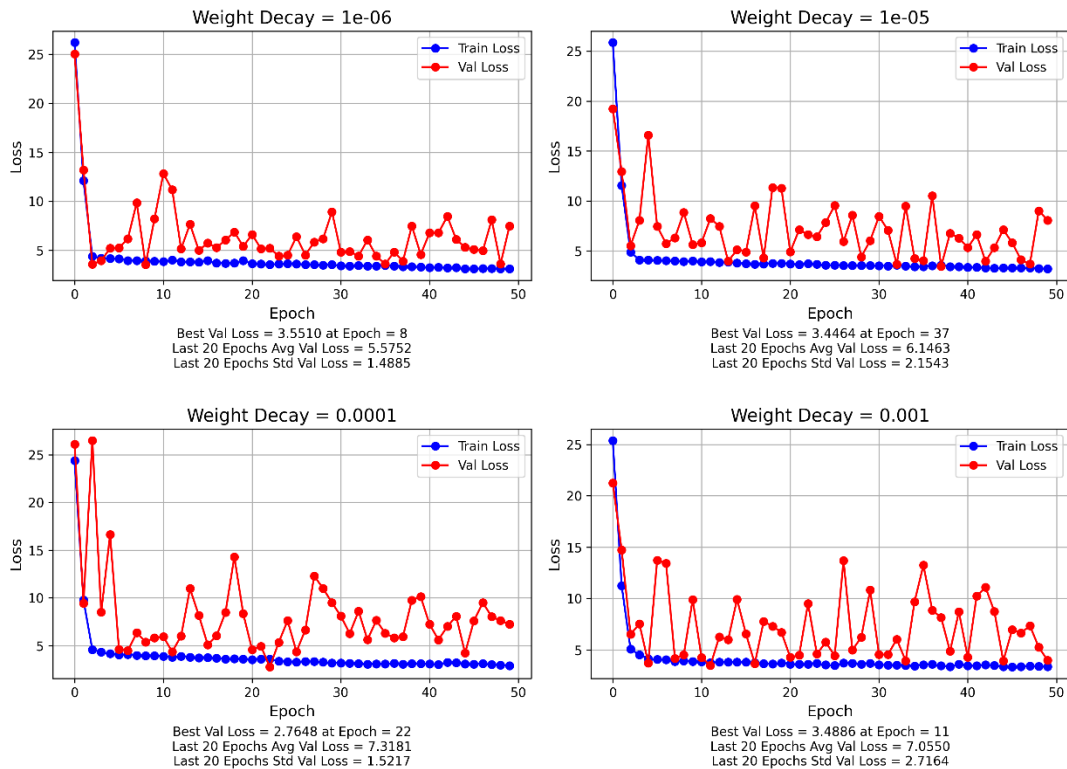 Weight Decay = 1e-06
Train Loss
Val Loss
25
20
15
10
5
Loss
0 10 20 30 40 50
Epoch
Best Val Loss = 3.5510 at Epoch = 8
Last 20 Epochs Avg Val Loss = 5.5752
Last 20 Epochs Std Val Loss = 1.4885
Weight Decay = 1e-05
Train Loss
Val Loss
25
20
15
10
5
Loss
0 10 20 30 40 50
Epoch
Best Val Loss = 3.4464 at Epoch = 37
Last 20 Epochs Avg Val Loss = 6.1463
Last 20 Epochs Std Val Loss = 2.1543
Weight Decay = 0.0001
Train Loss
Val Loss
25
20
15
10
5
Loss
0 10 20 30 40 50
Epoch
Best Val Loss = 2.7648 at Epoch = 22
Last 20 Epochs Avg Val Loss = 7.3181
Last 20 Epochs Std Val Loss = 1.5217
Weight Decay = 0.001
Train Loss
Val Loss
25
20
15
10
5
Loss
0 10 20 30 40 50
Epoch
Best Val Loss = 3.4886 at Epoch = 11
Last 20 Epochs Avg Val Loss = 7.0550
Last 20 Epochs Std Val Loss = 2.7164